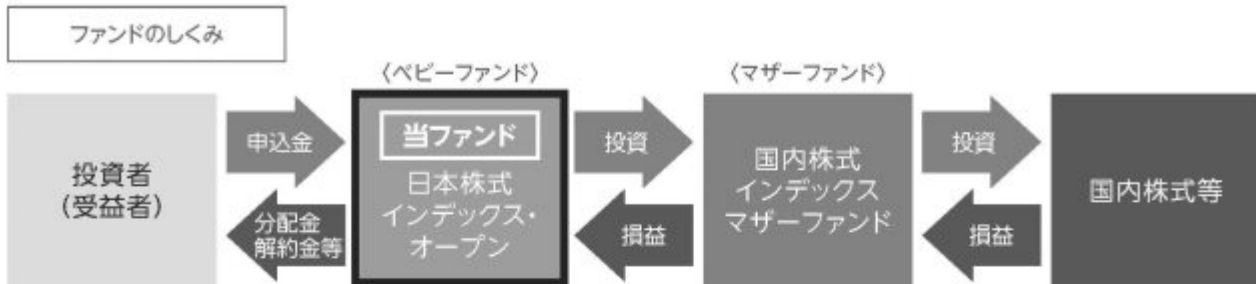 ファンドのしくみ
〈ベビーファンド〉
〈マザーファンド〉
投資者
(受益者)
申込金
分配金
解約金等
当ファンド
日本株式
インデックス・
オープン
投資
損益
国内株式
インデックス
マザーファンド
投資
損益
国内株式等